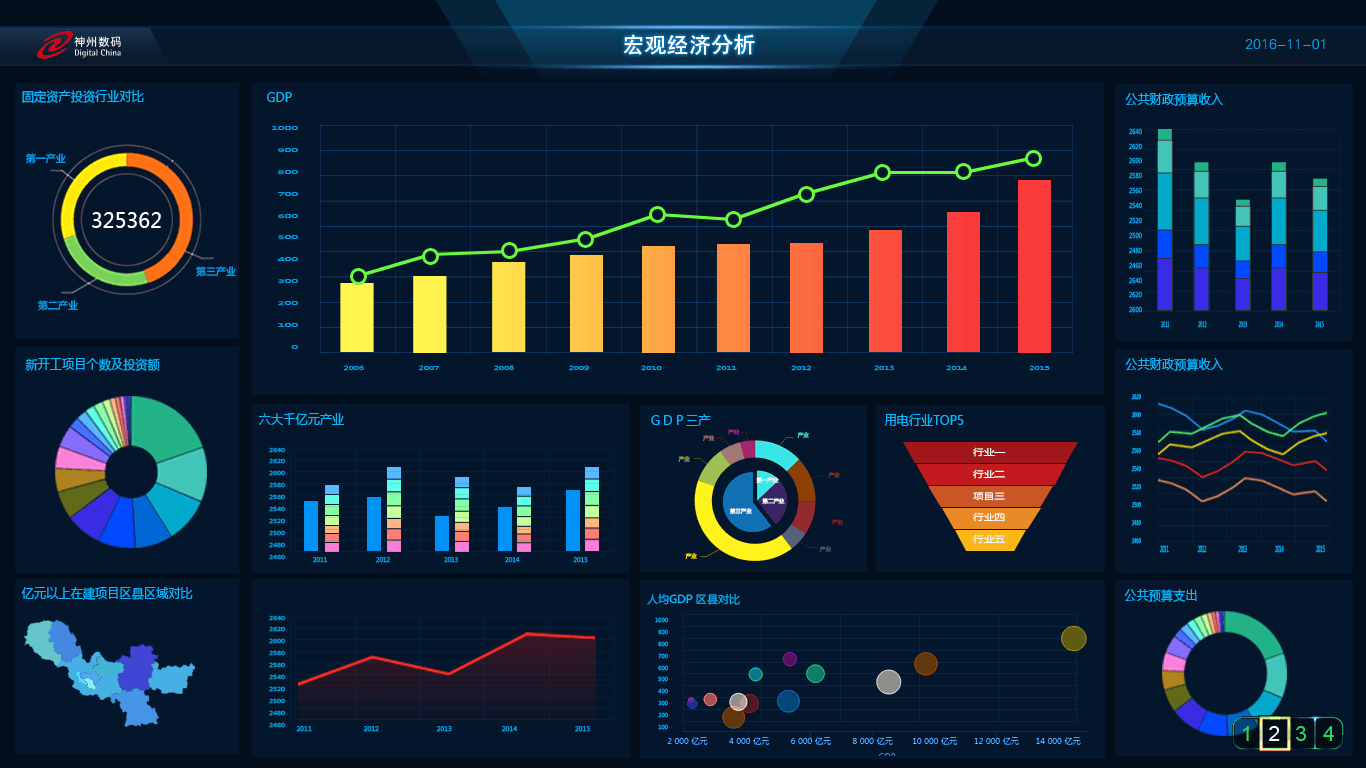 神州数码
Digital China
宏观经济分析
2016-11-01
固定资产投资行业对比
第一产业
325362
第三产业
第二产业
GDP
1000
900
800
700
600
500
400
300
200
100
0
2006
2007
2008
2009
2010
2011
2012
2013
2014
2015
公共财政预算收入
2640
2620
2600
2580
2560
2540
2520
2500
2480
2460
2640
2620
2600
2011
2012
2013
2014
2015
新开工项目个数及投资额
六大千亿元产业
2640
2620
2600
2580
2560
2540
2520
2500
2480
2460
2011
2012
2013
2014
2015
GDP三产
产业
产业
产业
产业
产业
产业
产业
产业
第一产业
第二产业
第三产业
用电行业TOP5
行业一
行业二
项目三
行业四
行业五
公共财政预算收入
2620
2600
2580
2560
2540
2520
2500
2480
2460
2011
2012
2013
2014
2015
亿元以上在建项目区县区域对比
2640
2620
2600
2580
2560
2540
2520
2500
2480
2460
2011
2012
2013
2014
2015
人均GDP 区县对比
1000
900
800
700
600
500
400
300
200
100
2 000 亿元
4 000 亿元
6 000 亿元
8 000 亿元
10 000 亿元
12 000 亿元
14 000 亿元
GDP
公共预算支出
1
2
3
4